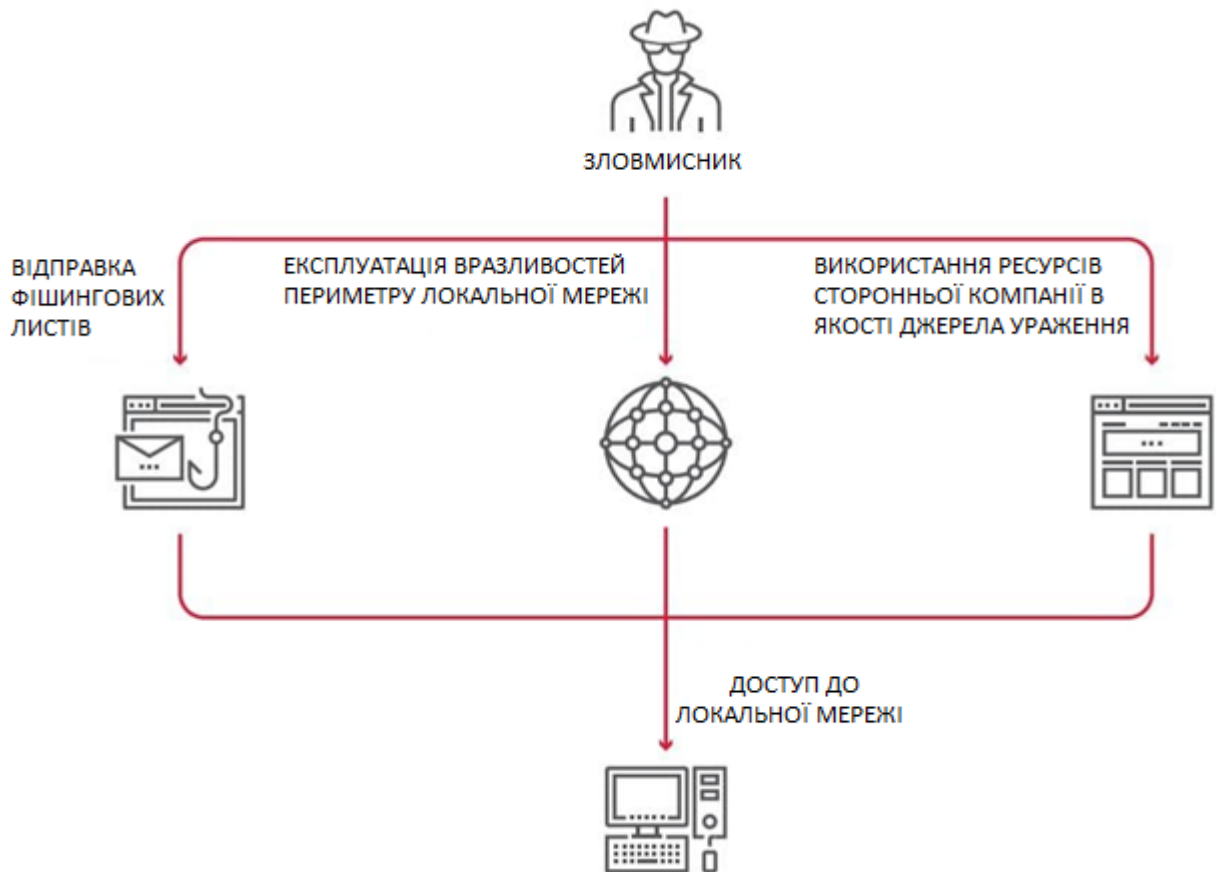 ЗЛОВМИСНИК
ВІДПРАВКА
ФІШИНГОВИХ
ЛИСТІВ
ЕКСПЛУАТАЦІЯ ВРАЗЛИВОСТЕЙ
ПЕРИМЕТРУ ЛОКАЛЬНОЇ МЕРЕЖІ
ВИКОРИСТАННЯ РЕСУРСІВ
СТОРОННЬОЇ КОМПАНІЇ В
ЯКОСТІ ДЖЕРЕЛА УРАЖЕННЯ
ДОСТУП ДО
ЛОКАЛЬНОЇ МЕРЕЖІ